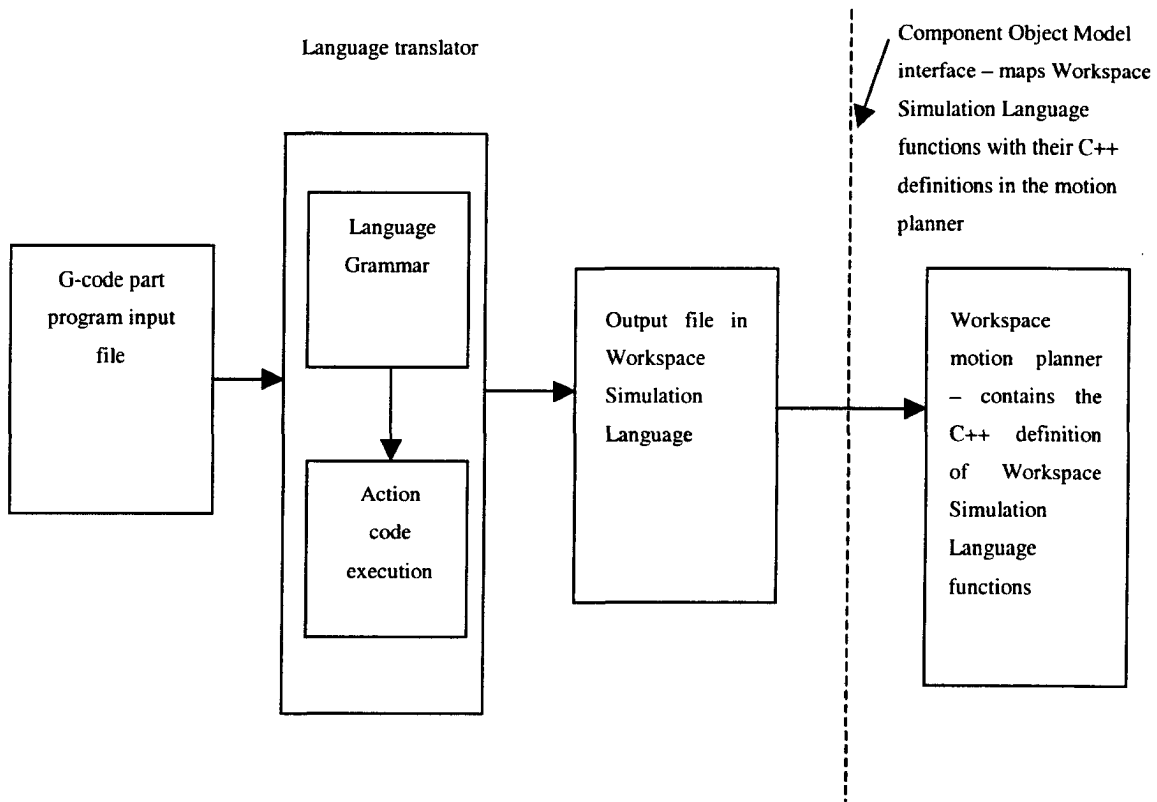 Language translator
Component Object Model
interface – maps Workspace
Simulation Language
functions with their C++
definitions in the motion
planner
G-code part
program input
file
Language
Grammar
Action
code
execution
Output file in
Workspace
Simulation
Language
Workspace
motion planner
– contains the
C++ definition
of Workspace
Simulation
Language
functions